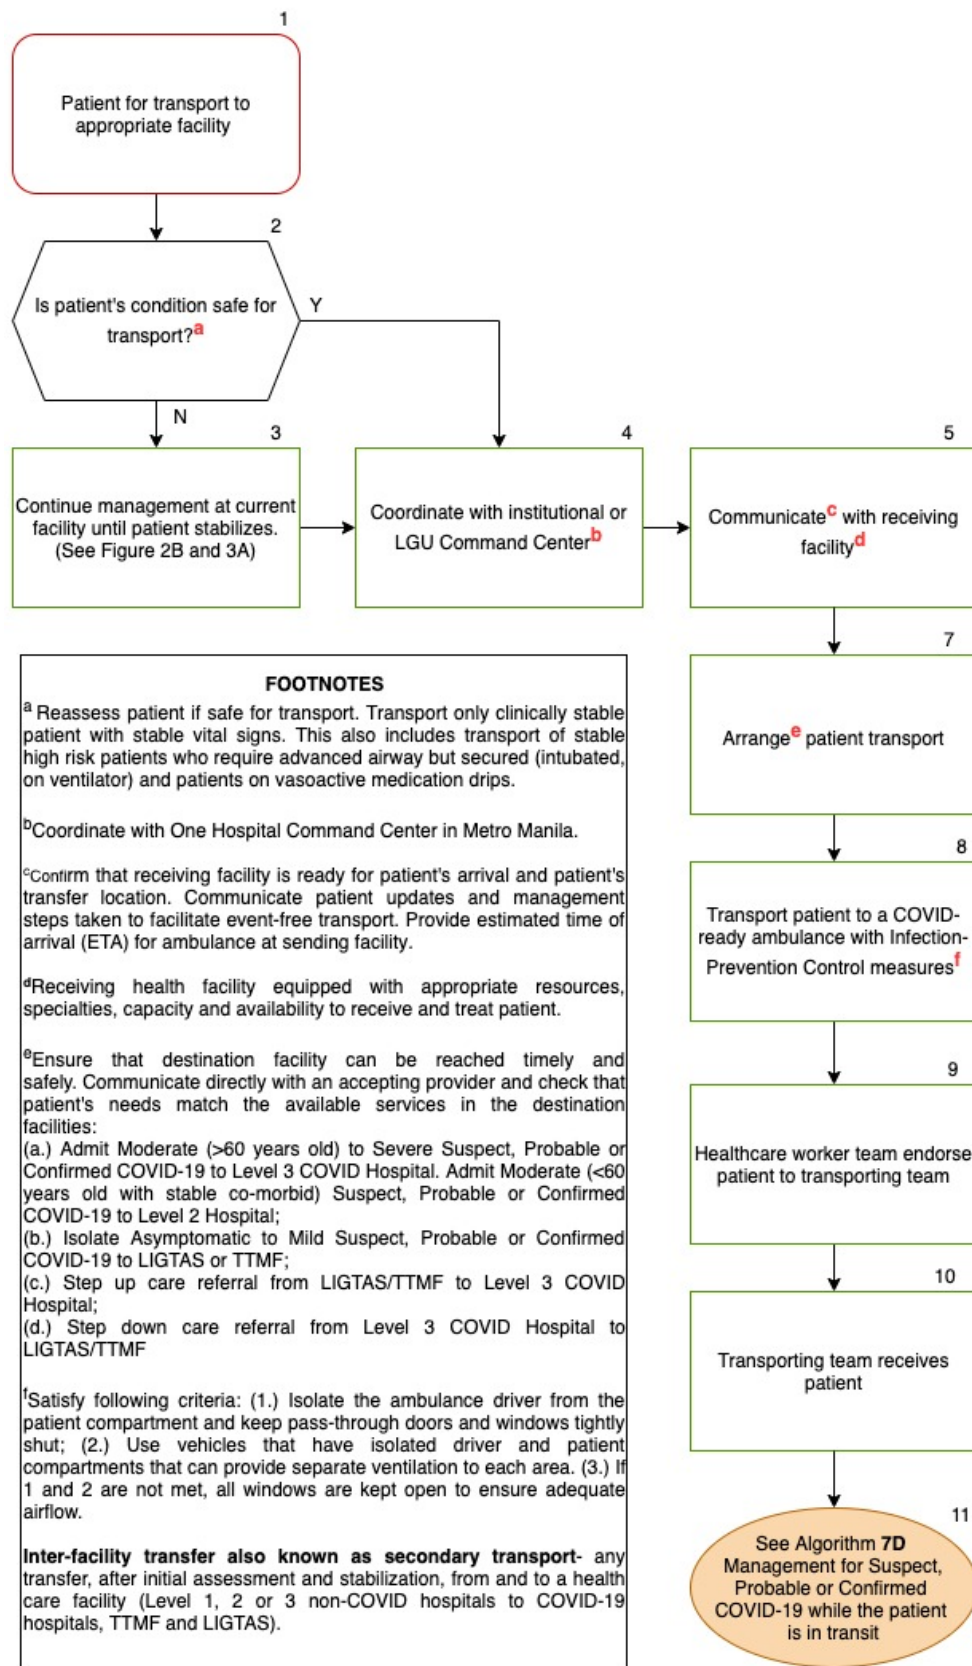 1
Patient for transport to
appropriate facility
2
Is patient's condition safe for
transport?a
Y
N
3
Continue management at current
facility until patient stabilizes.
(See Figure 2B and 3A)
4
Coordinate with institutional or
LGU Command Centerb
5
Communicatec with receiving
facilityd
7
Arrangee patient transport
8
Transport patient to a COVID-
ready ambulance with Infection-
Prevention Control measuresf
9
Healthcare worker team endorse
patient to transporting team
10
Transporting team receives
patient
11
See Algorithm 7D
Management for Suspect,
Probable or Confirmed
COVID-19 while the patient
is in transit
FOOTNOTES
a Reassess patient if safe for transport. Transport only clinically stable
patient with stable vital signs. This also includes transport of stable
high risk patients who require advanced airway but secured (intubated,
on ventilator) and patients on vasoactive medication drips.
bCoordinate with One Hospital Command Center in Metro Manila.
cConfirm that receiving facility is ready for patient's arrival and patient's
transfer location. Communicate patient updates and management
steps taken to facilitate event-free transport. Provide estimated time of
arrival (ETA) for ambulance at sending facility.
dReceiving health facility equipped with appropriate resources,
specialties, capacity and availability to receive and treat patient.
eEnsure that destination facility can be reached timely and
safely. Communicate directly with an accepting provider and check that
patient's needs match the available services in the destination
facilities:
(a.) Admit Moderate (>60 years old) to Severe Suspect, Probable or
Confirmed COVID-19 to Level 3 COVID Hospital. Admit Moderate (<60
years old with stable co-morbid) Suspect, Probable or Confirmed
COVID-19 to Level 2 Hospital;
(b.) Isolate Asymptomatic to Mild Suspect, Probable or Confirmed
COVID-19 to LIGTAS or TTMF;
(c.) Step up care referral from LIGTAS/TTMF to Level 3 COVID
Hospital;
(d.) Step down care referral from Level 3 COVID Hospital to
LIGTAS/TTMF
fSatisfy following criteria: (1.) Isolate the ambulance driver from the
patient compartment and keep pass-through doors and windows tightly
shut; (2.) Use vehicles that have isolated driver and patient
compartments that can provide separate ventilation to each area. (3.) If
1 and 2 are not met, all windows are kept open to ensure adequate
airflow.
Inter-facility transfer also known as secondary transport- any
transfer, after initial assessment and stabilization, from and to a health
care facility (Level 1, 2 or 3 non-COVID hospitals to COVID-19
hospitals, TTMF and LIGTAS).